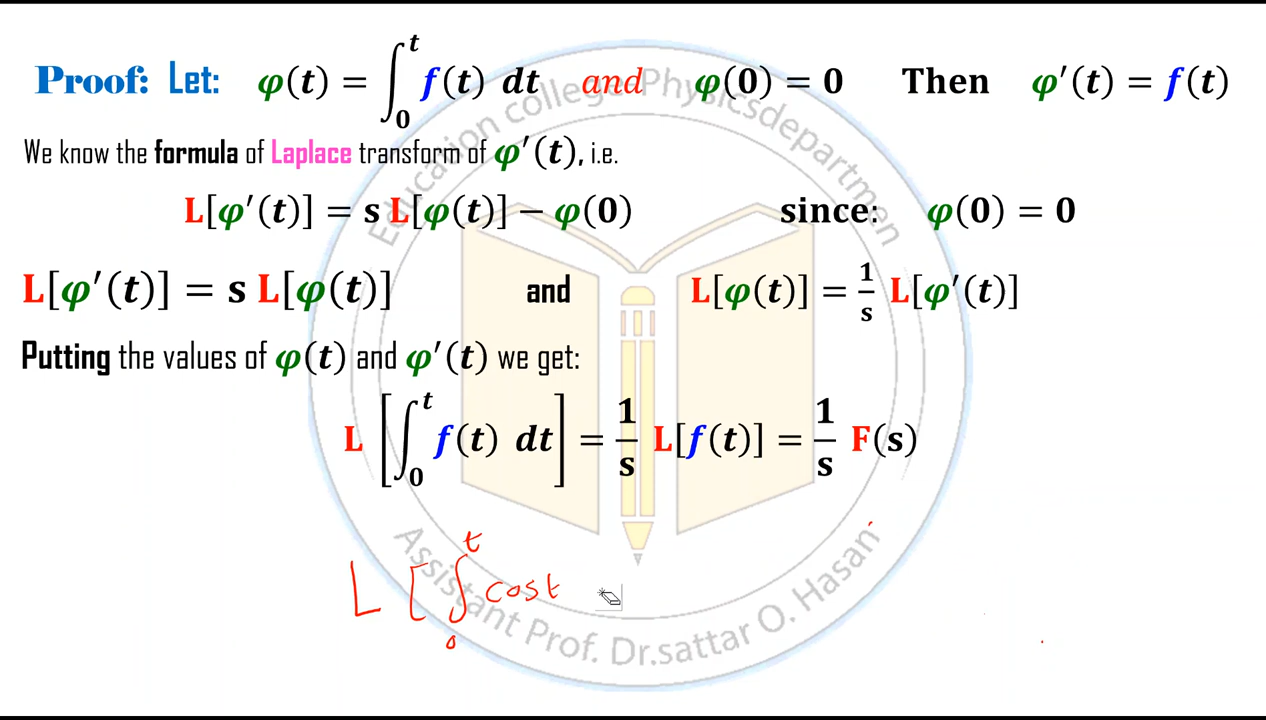 Proof: Let: φ(t) = ∫₀ᵗ f(t) dt and φ(0) = 0 Then φ′(t) = f(t)
We know the formula of Laplace transform of φ′(t), i.e.
L[φ′(t)] = s L[φ(t)] − φ(0) since: φ(0) = 0
L[φ′(t)] = s L[φ(t)] and L[φ(t)] = 1/s L[φ′(t)]
Putting the values of φ(t) and φ′(t) we get:
L [∫₀ᵗ f(t) dt] = 1/s L[f(t)] = 1/s F(s)
L [ ∫₀ᵗ cost
Education college Physics departmen
Assistant Prof. Dr.sattar O. Hasan